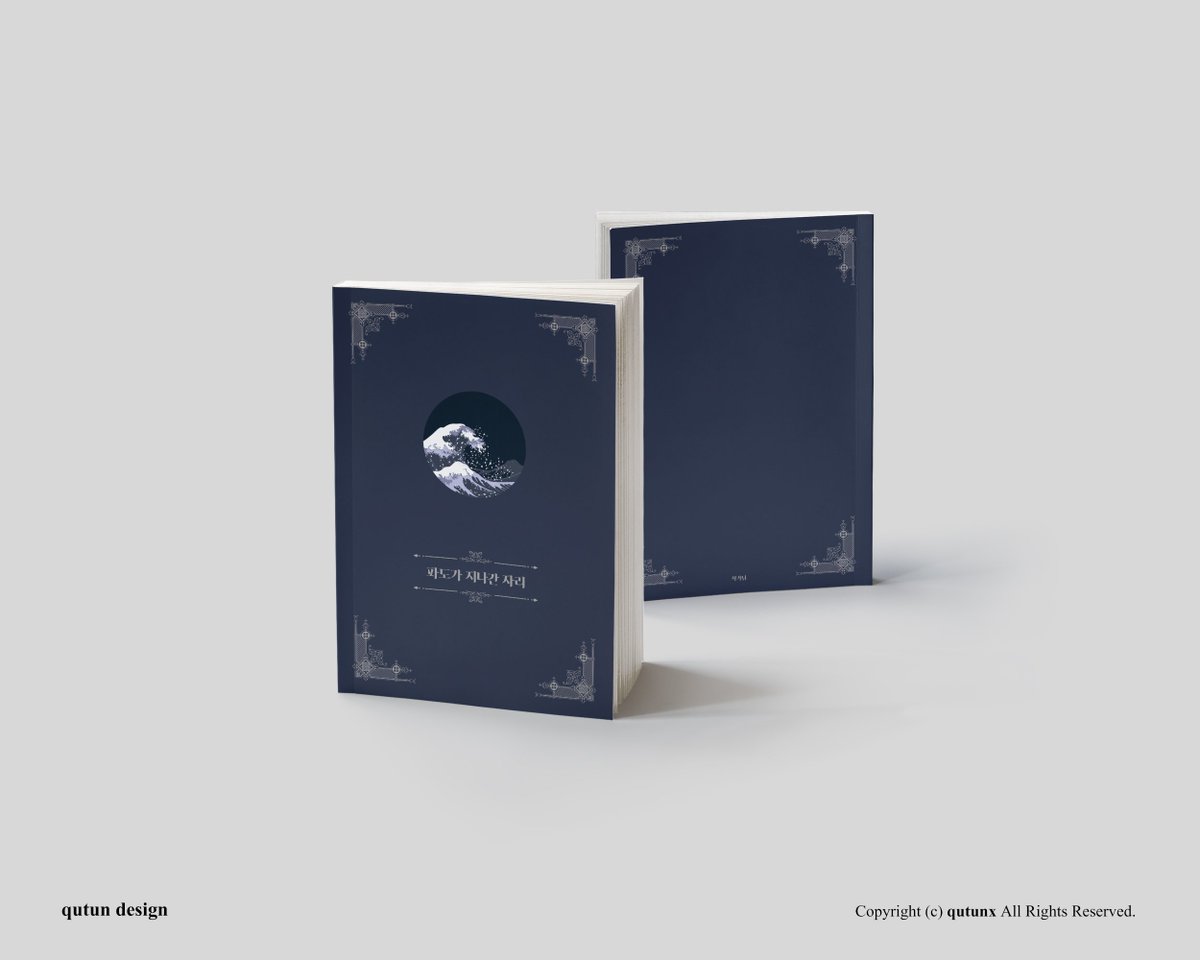 파도가 지나간 자리
qutun design
Copyright (c) qutunx All Rights Reserved.